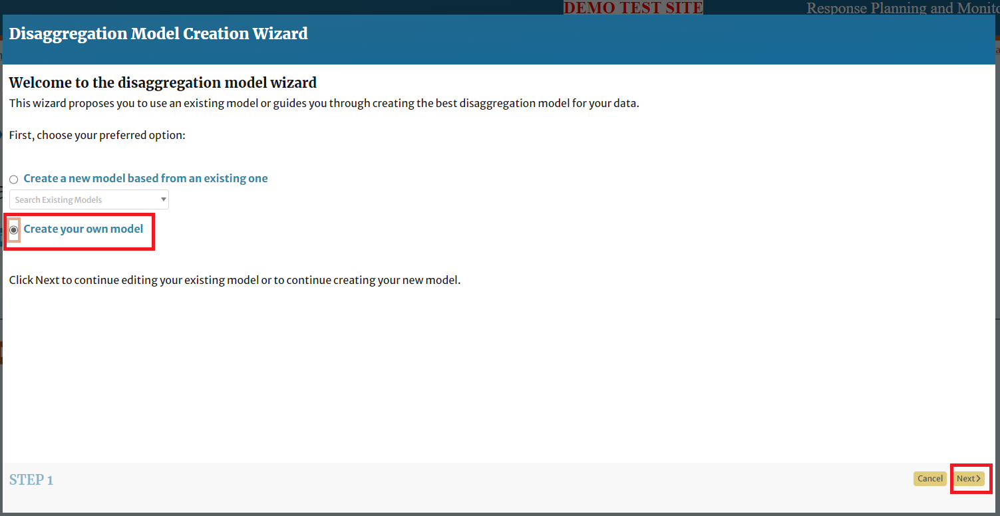 DEMO TEST SITE
Response Planning and Monito
Disaggregation Model Creation Wizard
Welcome to the disaggregation model wizard
This wizard proposes you to use an existing model or guides you through creating the best disaggregation model for your data.
First, choose your preferred option:
Create a new model based from an existing one
Search Existing Models
Create your own model
Click Next to continue editing your existing model or to continue creating your new model.
STEP 1
Cancel
Next